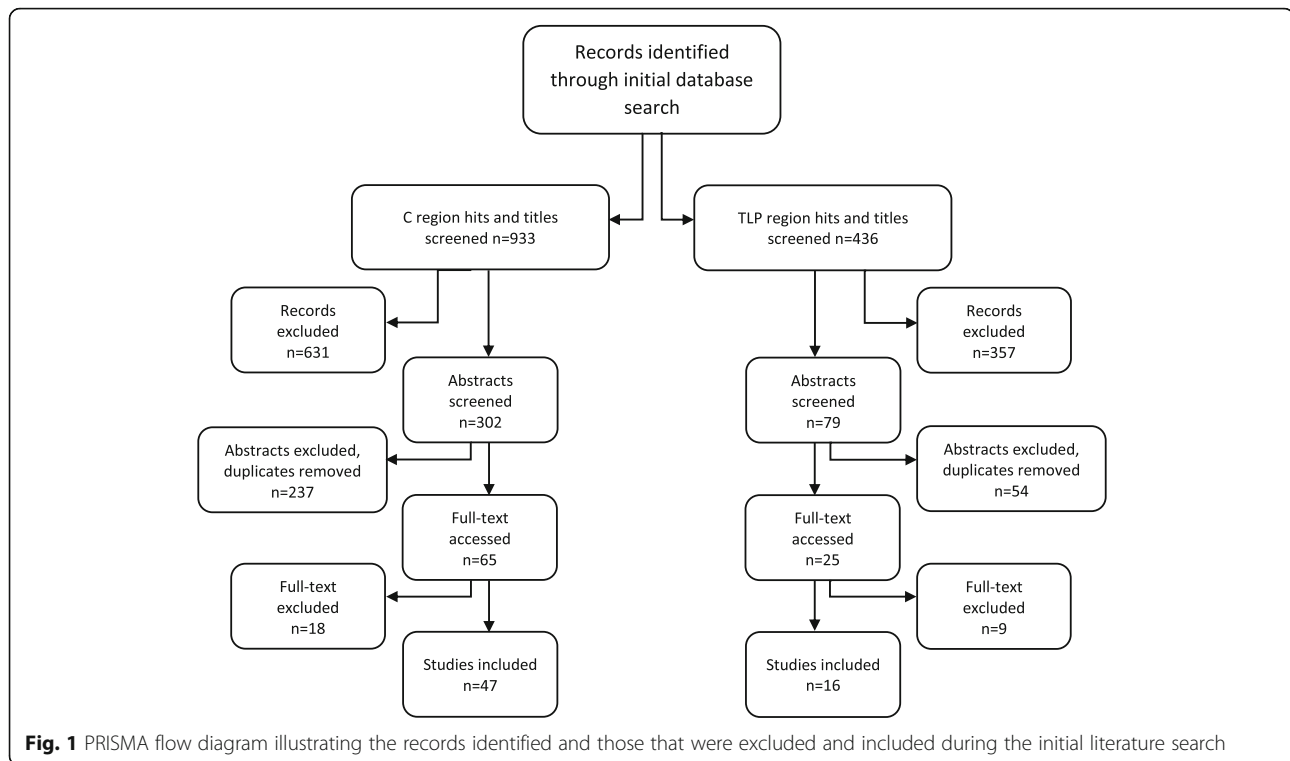 Records identified
through initial database
search
C region hits and titles
screened n=933
TLP region hits and titles
screened n=436
Records
excluded
n=631
Records
excluded
n=357
Abstracts
screened
n=302
Abstracts
screened
n=79
Abstracts excluded,
duplicates removed
n=237
Abstracts excluded,
duplicates removed
n=54
Full-text
accessed
n=65
Full-text
accessed
n=25
Full-text
excluded
n=18
Full-text
excluded
n=9
Studies included
n=47
Studies included
n=16
Fig. 1 PRISMA flow diagram illustrating the records identified and those that were excluded and included during the initial literature search